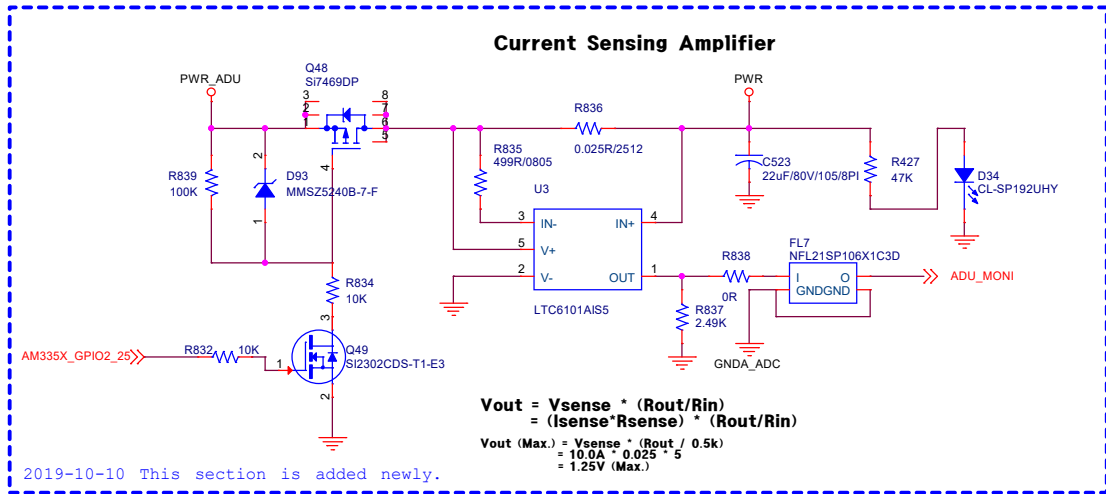 Current Sensing Amplifier
PWR_ADU
Q48
Si7469DP
3
2
1
8
7
6
5
4
PWR
R836
0.025R/2512
R835
499R/0805
C523
22uF/80V/105/8PI
R427
47K
D34
CL-SP192UHY
R839
100K
2
D93
MMSZ5240B-7-F
1
U3
3
IN-
IN+
4
5
V+
2
V-
OUT
1
LTC6101AIS5
R838
0R
FL7
NFL21SP106X1C3D
I
O
GNDGND
ADU_MONI
R837
2.49K
GNDA_ADC
R834
10K
3
AM335X_GPIO2_25
R832
10K
1
Q49
SI2302CDS-T1-E3
2
Vout = Vsense * (Rout/Rin)
= (Isense*Rsense) * (Rout/Rin)
Vout (Max.) = Vsense * (Rout / 0.5k)
= 10.0A * 0.025 * 5
= 1.25V (Max.)
2019-10-10 This section is added newly.